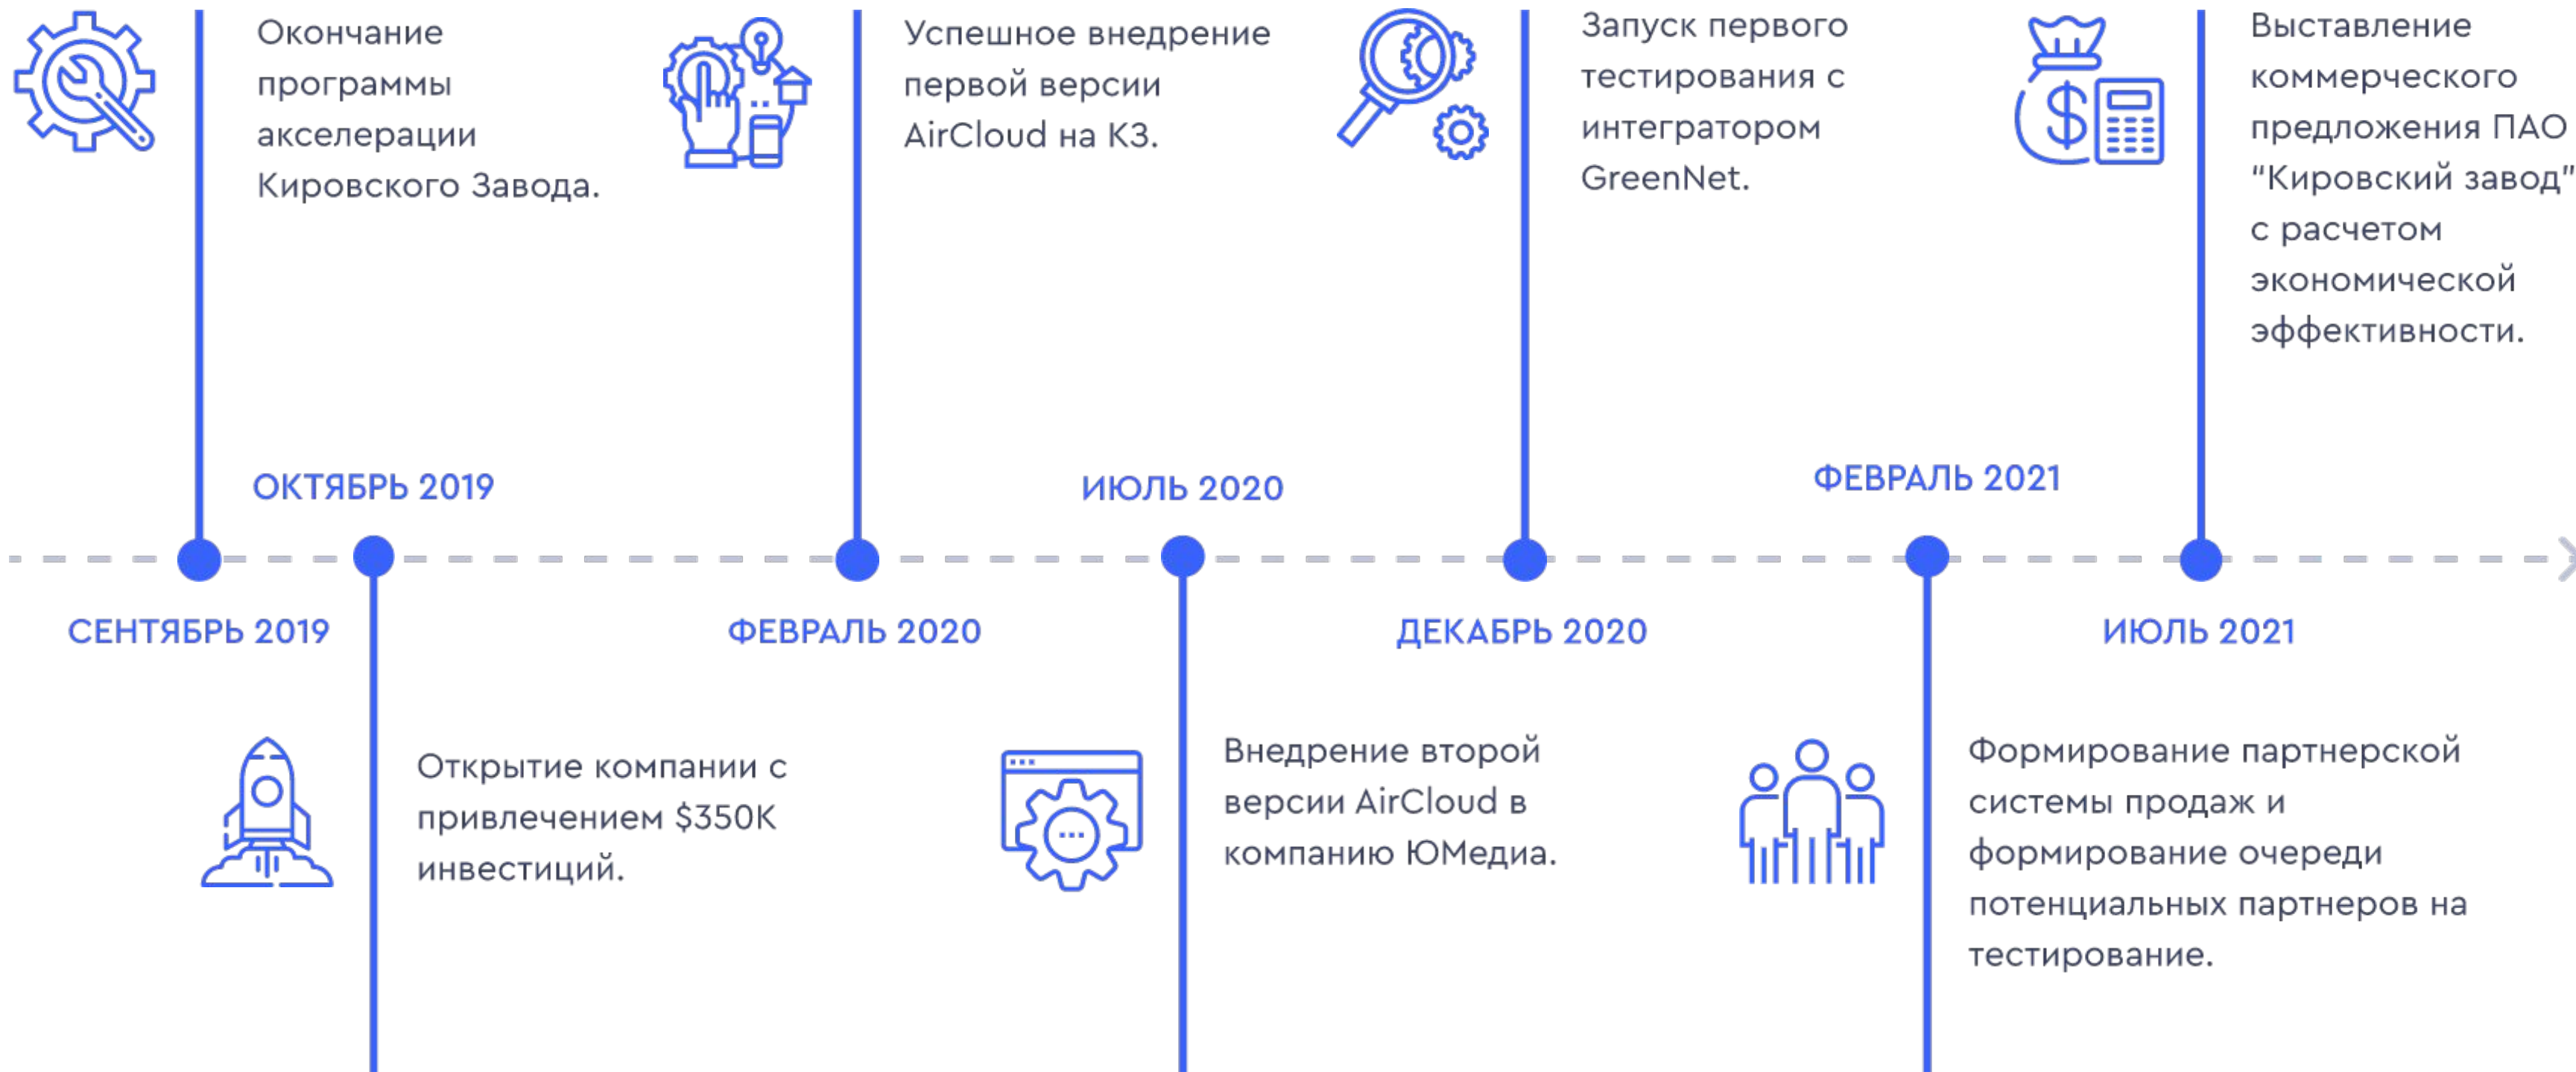 Окончание
программы
акселерации
Кировского Завода.
Успешное внедрение
первой версии
AirCloud на КЗ.
Запуск первого
тестирования с
интегратором
GreenNet.
Выставление
коммерческого
предложения ПАО
“Кировский завод”
с расчетом
экономической
эффективности.
ОКТЯБРЬ 2019
ИЮЛЬ 2020
ФЕВРАЛЬ 2021
СЕНТЯБРЬ 2019
ФЕВРАЛЬ 2020
ДЕКАБРЬ 2020
ИЮЛЬ 2021
Открытие компании с
привлечением $350К
инвестиций.
Внедрение второй
версии AirCloud в
компанию ЮМедиа.
Формирование партнерской
системы продаж и
формирование очереди
потенциальных партнеров на
тестирование.